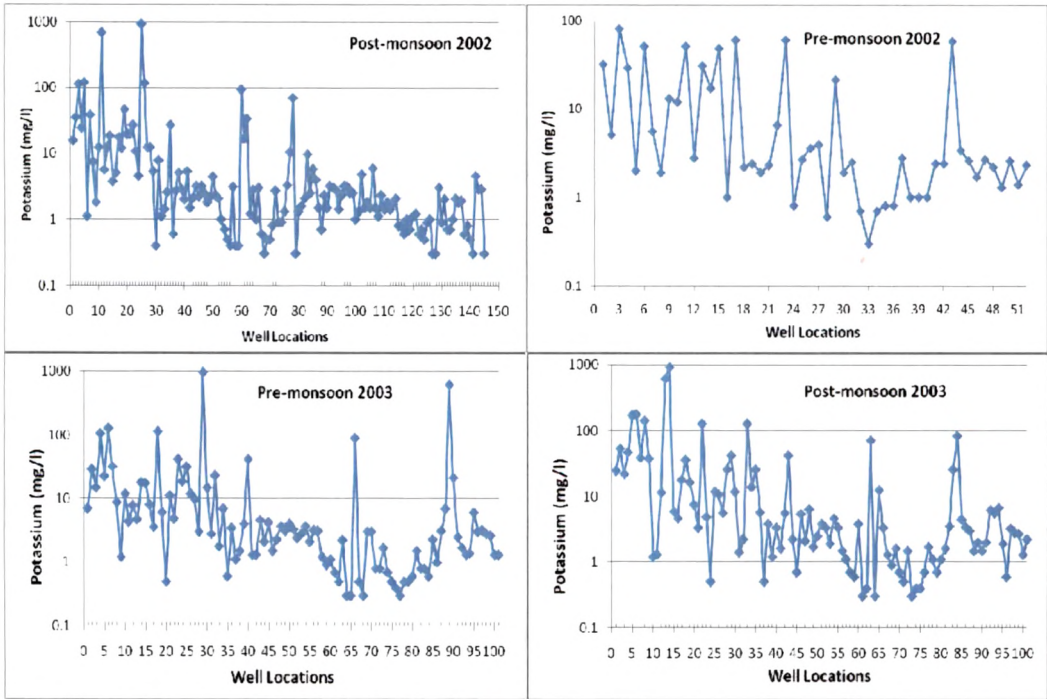 Post-monsoon 2002
Potassium (mg/l)
1000
100
10
1
0.1
0 10 20 30 40 50 60 70 80 90 100 110 120 130 140 150
Well Locations
Pre-monsoon 2002
Potassium (mg/l)
100
10
1
0.1
0 3 6 9 12 15 18 21 24 27 30 33 36 39 42 45 48 51
Well Locations
Pre-monsoon 2003
Potassium (mg/l)
1000
100
10
1
0.1
0 5 10 15 20 25 30 35 40 45 50 55 60 65 70 75 80 85 90 95 100
Well Locations
Post-monsoon 2003
Potassium (mg/l)
1000
100
10
1
0.1
0 5 10 15 20 25 30 35 40 45 50 55 60 65 70 75 80 85 90 95 100
Well Locations